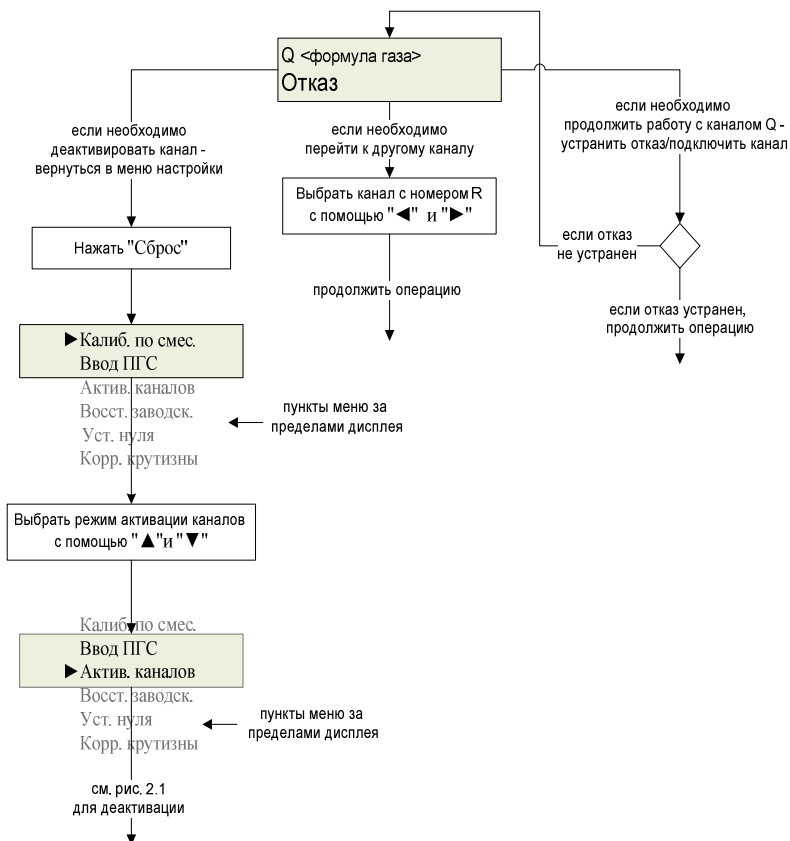 Q <формула газа>
Отказ
если необходимо
деактивировать канал -
вернуться в меню настройки
если необходимо
перейти к другому каналу
если необходимо
продолжить работу с каналом Q -
устранить отказ/подключить канал
Выбрать канал с номером R
с помощью "◄" и "►"
Нажать "Сброс"
если отказ
не устранен
продолжить операцию
если отказ устранен,
продолжить операцию
►Калиб. по смес.
Ввод ПГС
Актив. каналов
Восст. заводск.
Уст. нуля
Корр. крутизны
пункты меню за
пределами дисплея
Выбрать режим активации каналов
с помощью "▲"и "▼"
Калиб. по смес.
Ввод ПГС
►Актив. каналов
Восст. заводск.
Уст. нуля
Корр. крутизны
пункты меню за
пределами дисплея
см. рис. 2.1
для деактивации